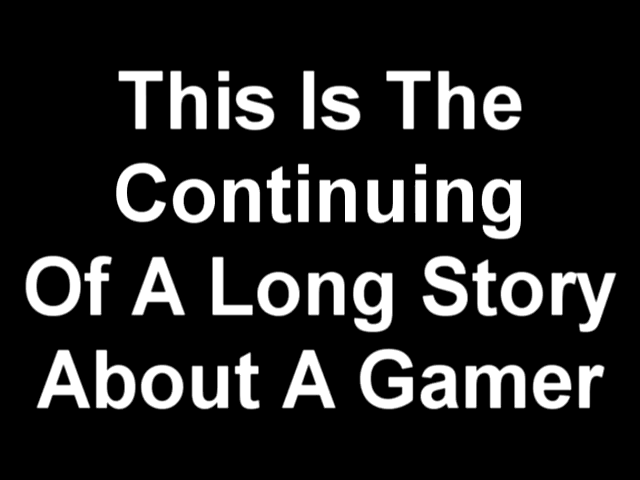 This Is The
Continuing
Of A Long Story
About A Gamer